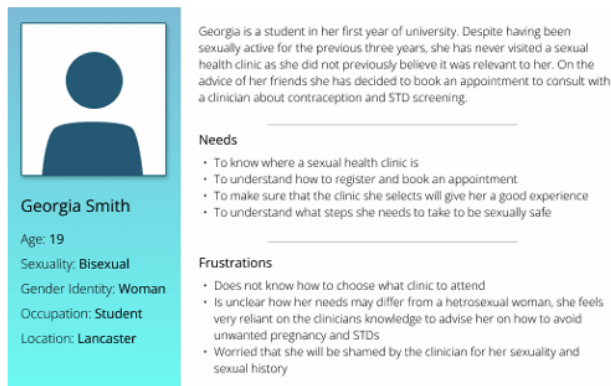 Georgia Smith
Age: 19
Sexuality: Bisexual
Gender Identity: Woman
Occupation: Student
Location: Lancaster
Georgia is a student in her first year of university. Despite having been
sexually active for the previous three years, she has never visited a sexual
health clinic as she did not previously believe it was relevant to her. On the
advice of her friends she has decided to book an appointment to consult with
a clinician about contraception and STD screening.
Needs
• To know where a sexual health clinic is
• To understand how to register and book an appointment
• To make sure that the clinic she selects will give her a good experience
• To understand what steps she needs to take to be sexually safe
Frustrations
• Does not know how to choose what clinic to attend
• Is unclear how her needs may differ from a hetrosexual woman, she feels
very reliant on the clinicians knowledge to advise her on how to avoid
unwanted pregnancy and STDs
• Worried that she will be shamed by the clinician for her sexuality and
sexual history